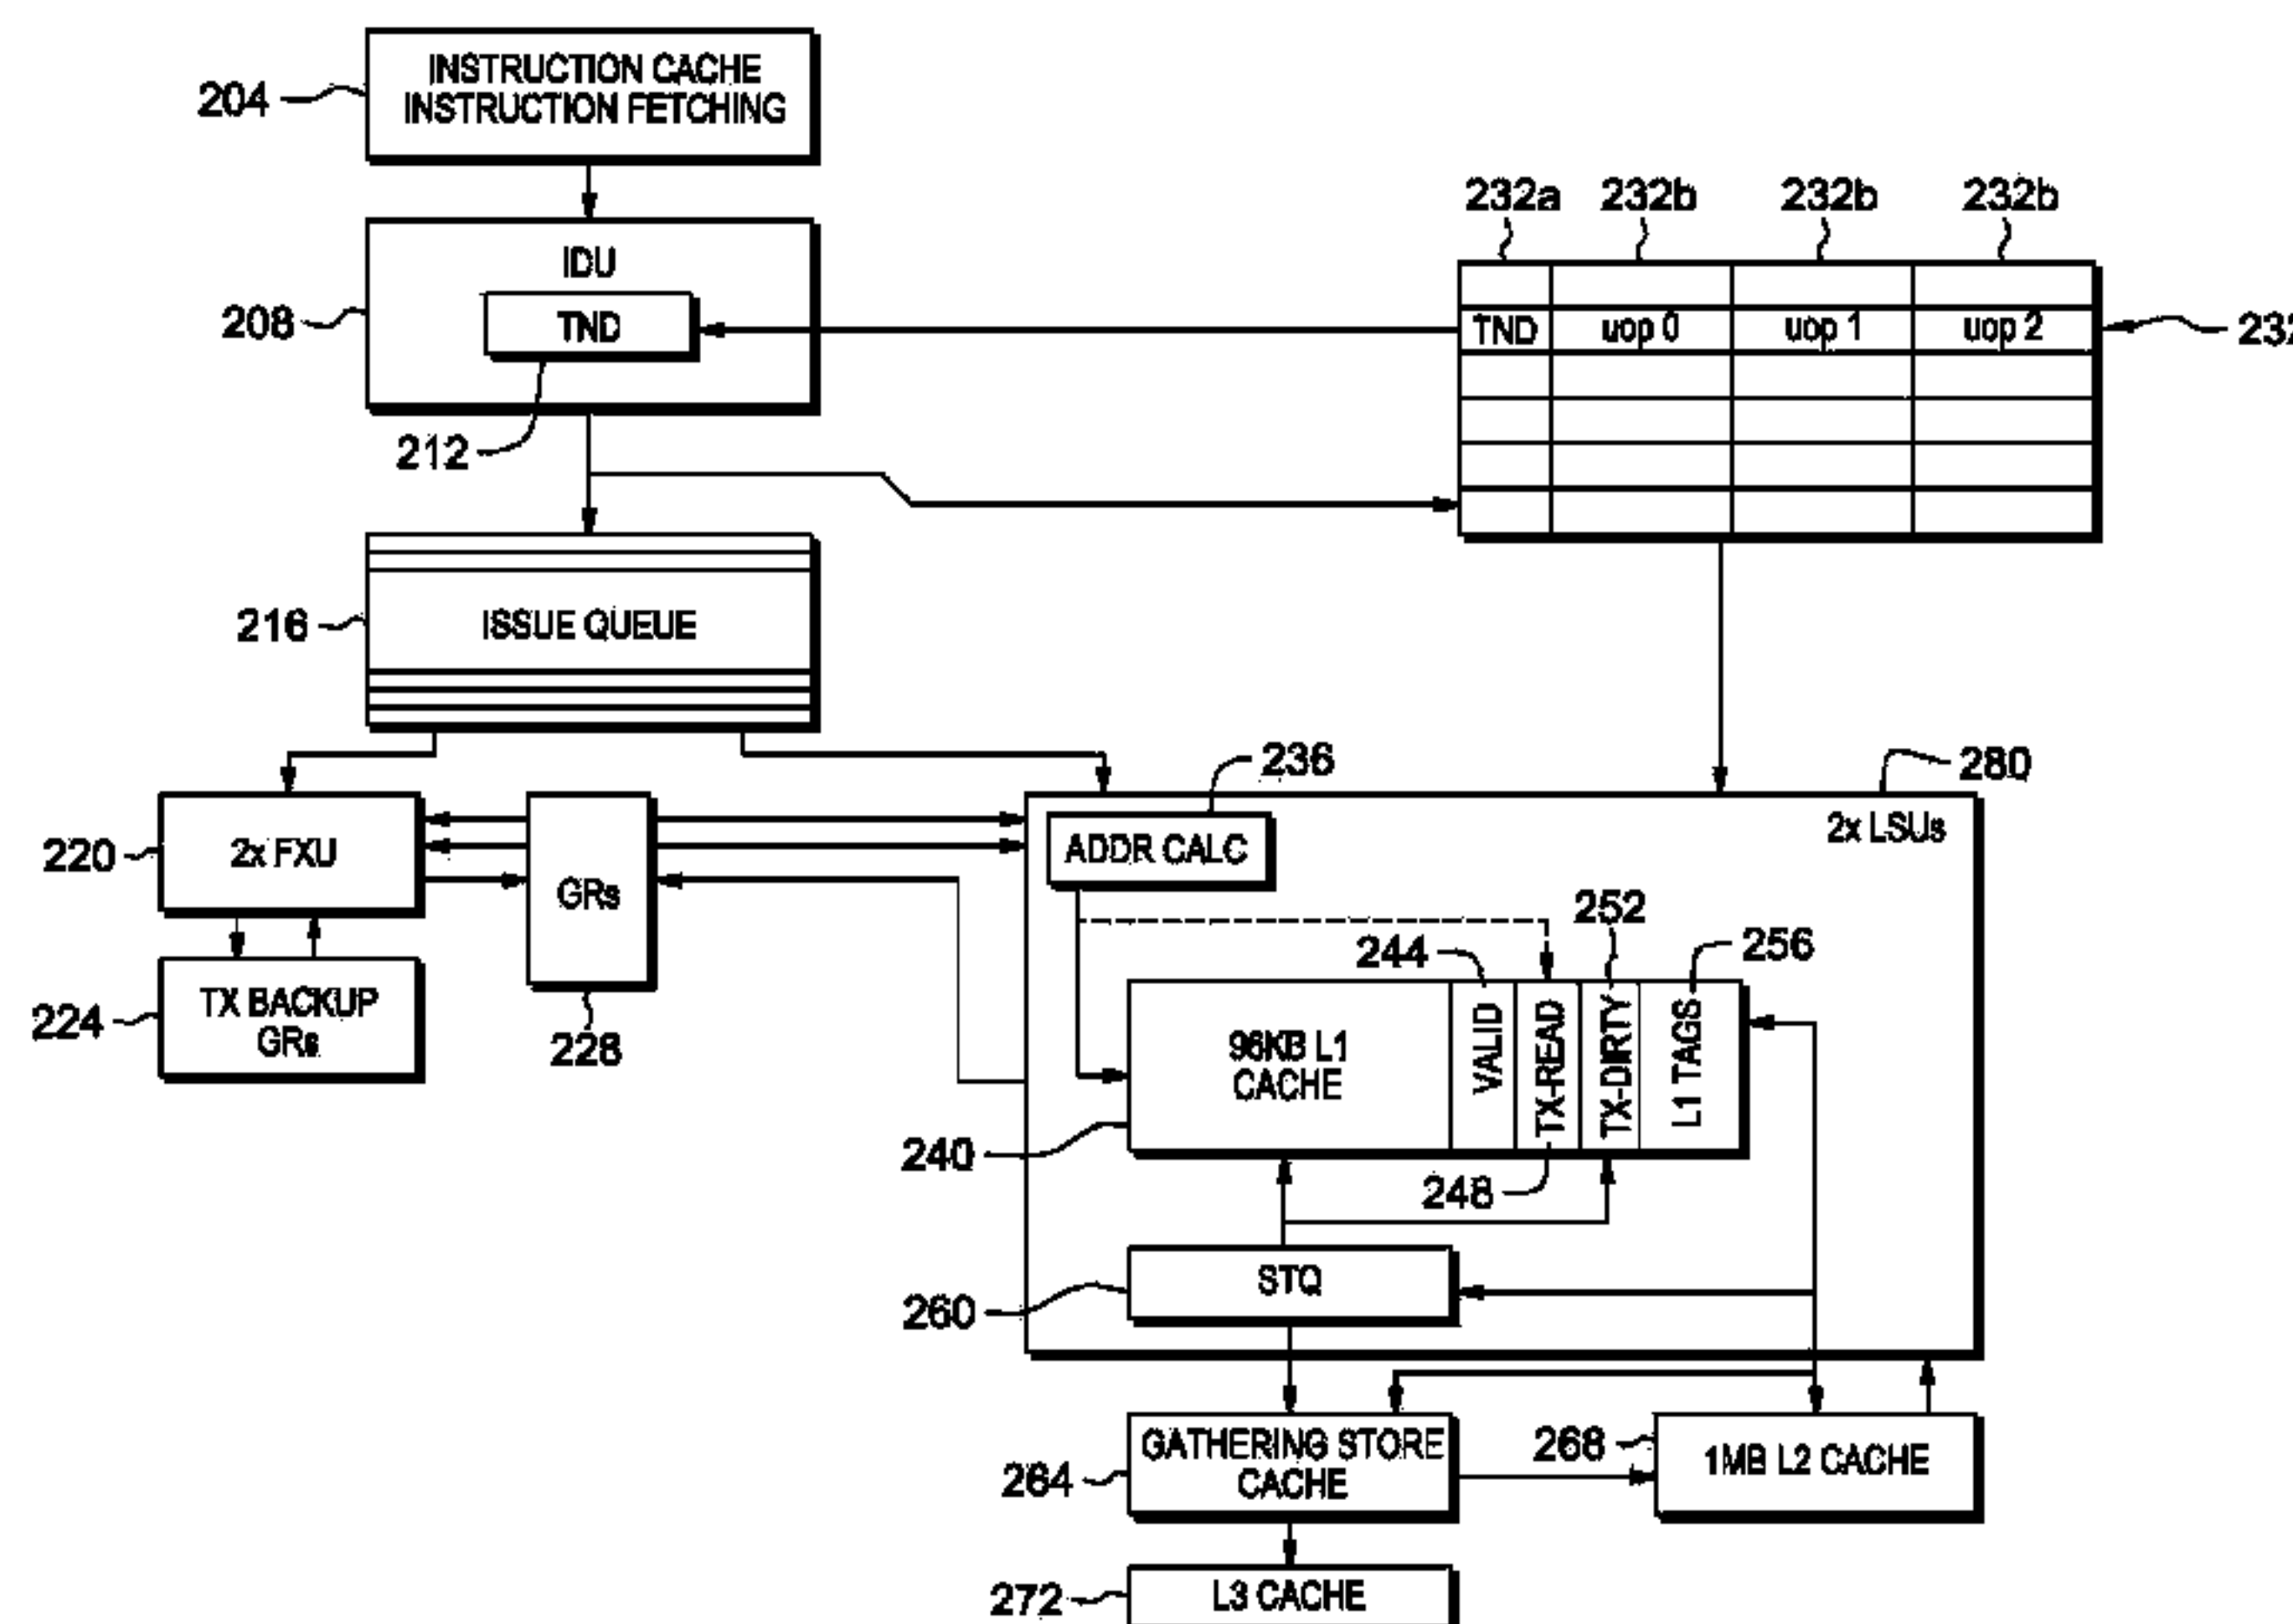 204
INSTRUCTION CACHE
INSTRUCTION FETCHING
232a 232b 232b 232b
208
IDU
TND
212
TND uop 0 uop 1 uop 2
232
216
ISSUE QUEUE
236
280
220
2x FXU
GRs
ADDR CALC
2x LSUs
224
TX BACKUP
GRs
228
244
252
256
96KB L1
CACHE
VALID
TX-READ
TX-DIRTY
L1 TAGS
240
248
260
STQ
264
GATHERING STORE
CACHE
268
1MB L2 CACHE
272
L3 CACHE